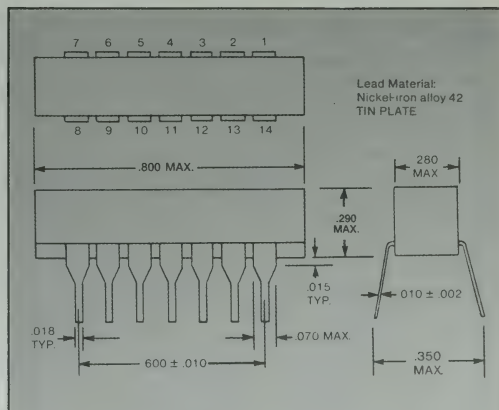 7 6 5 4 3 2 1
Lead Material:
Nickel-iron alloy 42
TIN PLATE
8 9 10 11 12 13 14
.800 MAX.
280
MAX.
.290
MAX.
.015
TYP.
.018
TYP.
010 ± .002
.070 MAX.
600 ± .010
.350
MAX.